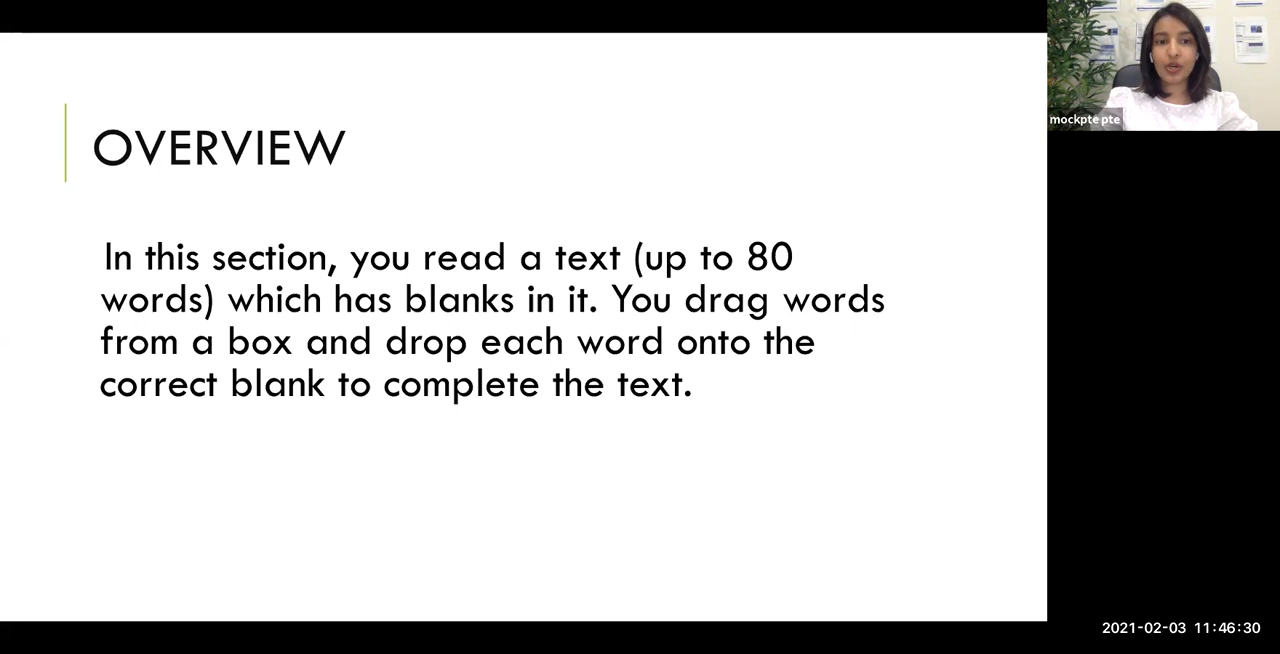 OVERVIEW
In this section, you read a text (up to 80
words) which has blanks in it. You drag words
from a box and drop each word onto the
correct blank to complete the text.
mockpte pte
2021-02-03 11:46:30